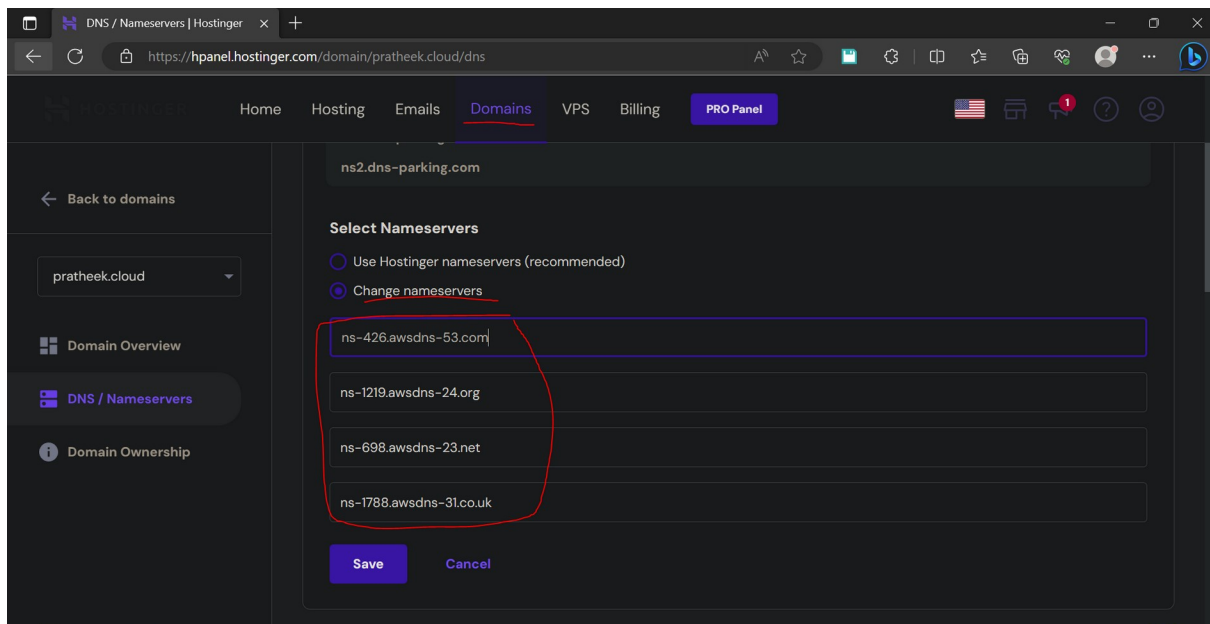 DNS / Nameservers | Hostinger
https://hpanel.hostinger.com/domain/pratheek.cloud/dns
HOSTINGER Home Hosting Emails Domains VPS Billing PRO Panel 1
ns2.dns-parking.com
Back to domains
Select Nameservers
Use Hostinger nameservers (recommended)
pratheek.cloud
Change nameservers
ns-426.awsdns-53.com
Domain Overview
ns-1219.awsdns-24.org
DNS / Nameservers
ns-698.awsdns-23.net
Domain Ownership
ns-1788.awsdns-31.co.uk
Save Cancel